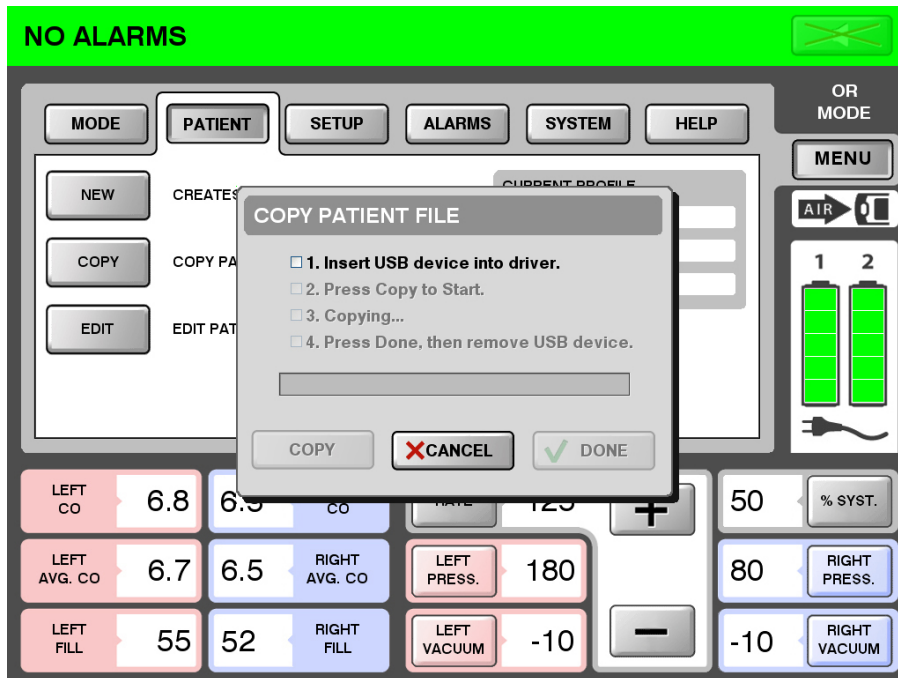 NO ALARMS
OR
MODE
MODE
PATIENT
SETUP
ALARMS
SYSTEM
HELP
MENU
NEW
CREATES
CURRENT PROFILE
AIR
COPY PATIENT FILE
COPY
COPY PA
1. Insert USB device into driver.
1 2
2. Press Copy to Start.
EDIT
EDIT PAT
3. Copying...
4. Press Done, then remove USB device.
COPY
CANCEL
DONE
LEFT
CO
6.8
CO
RATE
50
% SYST.
LEFT
AVG. CO
6.7
6.5
RIGHT
AVG. CO
LEFT
PRESS.
180
80
RIGHT
PRESS.
LEFT
FILL
55
52
RIGHT
FILL
LEFT
VACUUM
-10
-10
RIGHT
VACUUM